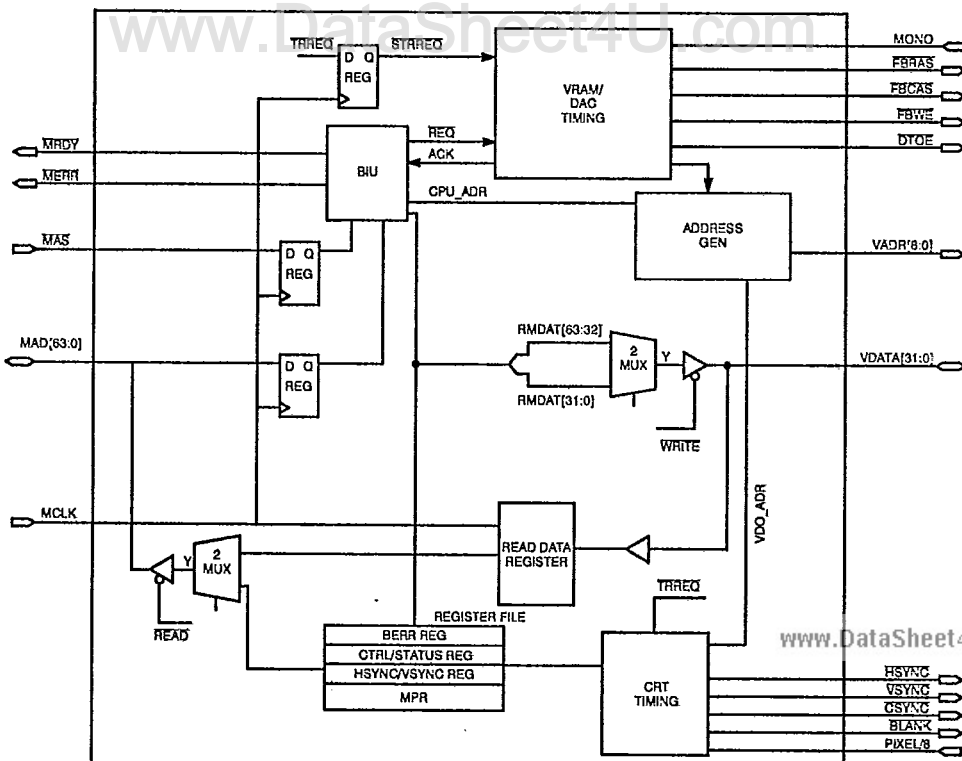 www.DataSheet4U.com
TRREQ
STRREQ
D Q
REG
VRAM/
DAC
TIMING
MONO
FBRAS
FBCAS
FBWE
DTOE
MRDY
MERR
BIU
REQ
ACK
CPU_ADR
ADDRESS
GEN
VADR[8:0]
MAS
D Q
REG
MAD[63:0]
D Q
REG
RMDAT[63:32]
2
MUX
Y
RMDAT[31:0]
VDATA[31:0]
WRITE
VDO_ADR
MCLK
READ DATA
REGISTER
2
MUX
Y
READ
TRREQ
REGISTER FILE
BERR REG
CTRL/STATUS REG
HSYNC/VSYNC REG
MPR
CRT
TIMING
www.DataSheet4
HSYNC
VSYNC
CSYNC
BLANK
PIXEL/8